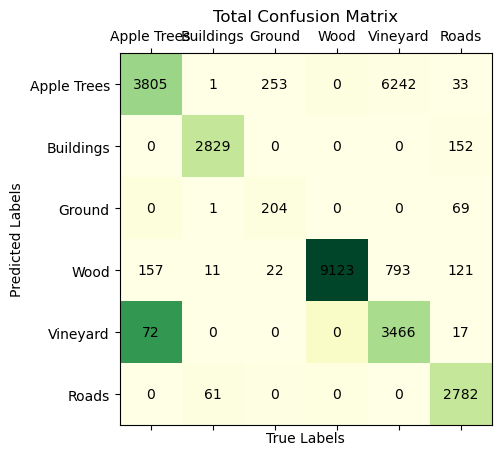 Total Confusion Matrix
Apple Trees Buildings Ground Wood Vineyard Roads
Apple Trees 3805 1 253 0 6242 33
Buildings 0 2829 0 0 0 152
Ground 0 1 204 0 0 69
Wood 157 11 22 9123 793 121
Vineyard 72 0 0 0 3466 17
Roads 0 61 0 0 0 2782
Predicted Labels
True Labels